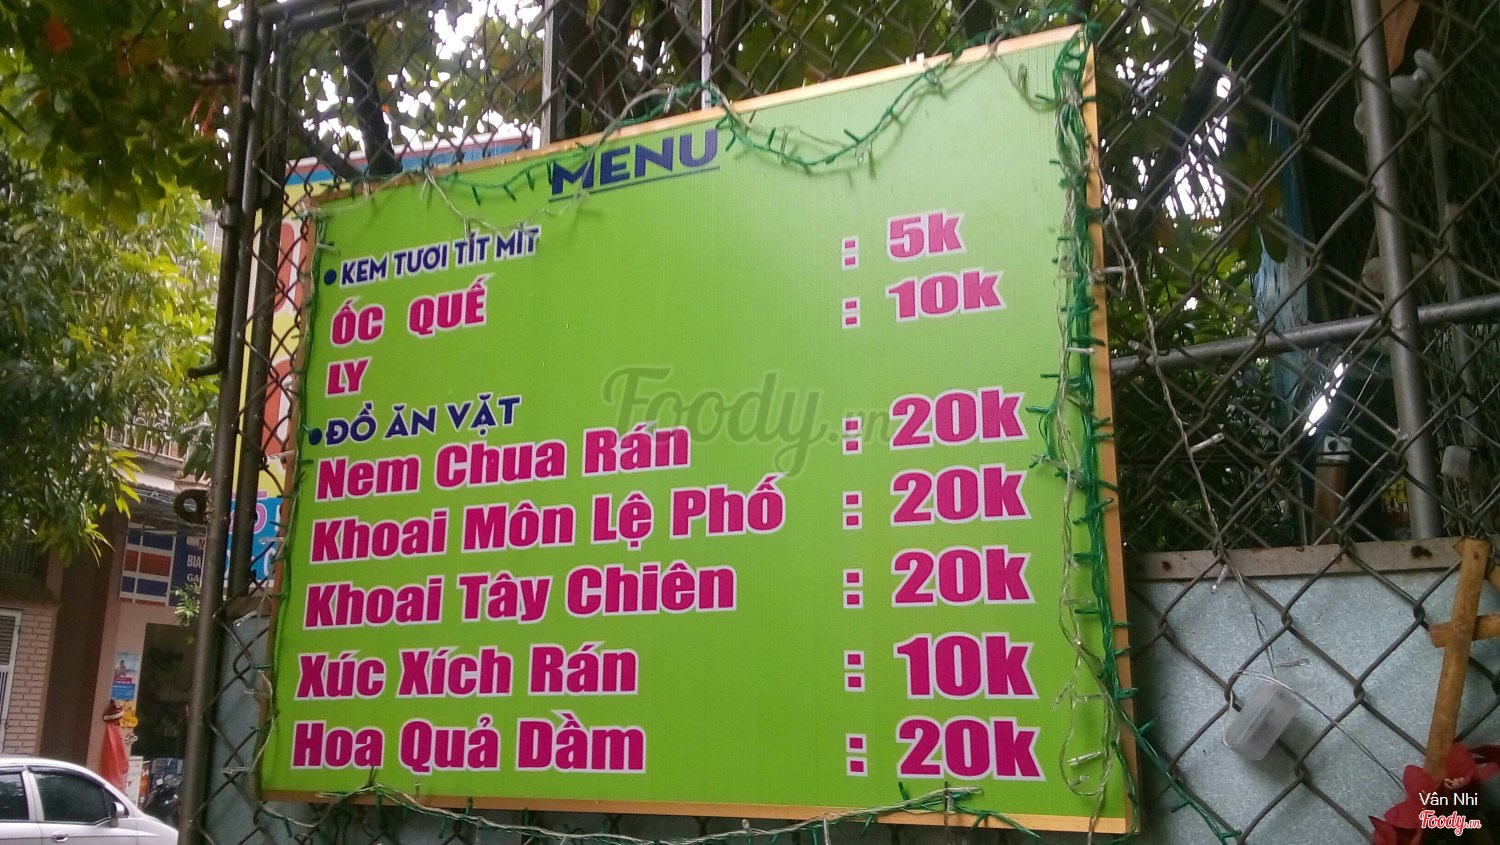 MENU
•KEM TƯƠI TÍT MÍT
ỐC QUẾ : 5k
LY : 10k
•ĐỒ ĂN VẶT
Nem Chua Rán : 20k
Khoai Môn Lệ Phố : 20k
Khoai Tây Chiên : 20k
Xúc Xích Rán : 10k
Hoa Quả Dầm : 20k
Foody.vn
BIA
Vân Nhi
Foody.vn